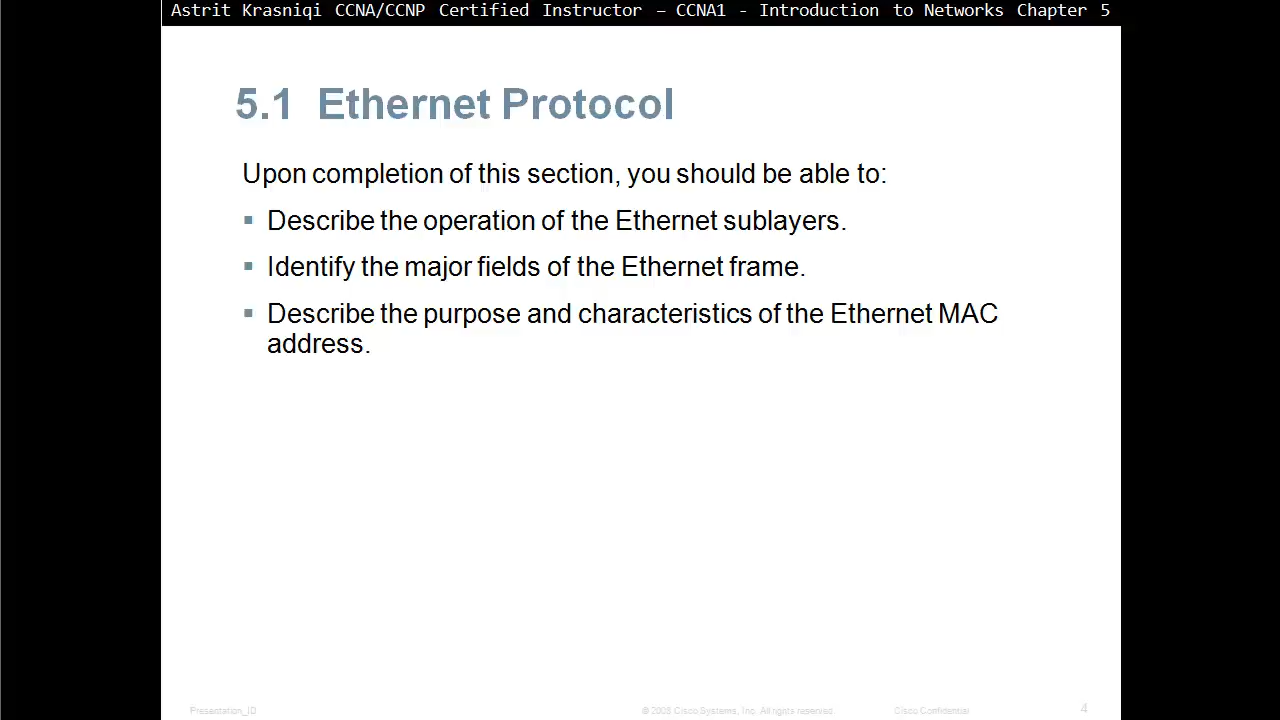 Astrit Krasniqi CCNA/CCNP Certified Instructor – CCNA1 - Introduction to Networks Chapter 5
5.1 Ethernet Protocol
Upon completion of this section, you should be able to:
▪ Describe the operation of the Ethernet sublayers.
▪ Identify the major fields of the Ethernet frame.
▪ Describe the purpose and characteristics of the Ethernet MAC
address.
Presentation_ID © 2008 Cisco Systems, Inc. All rights reserved. Cisco Confidential 4